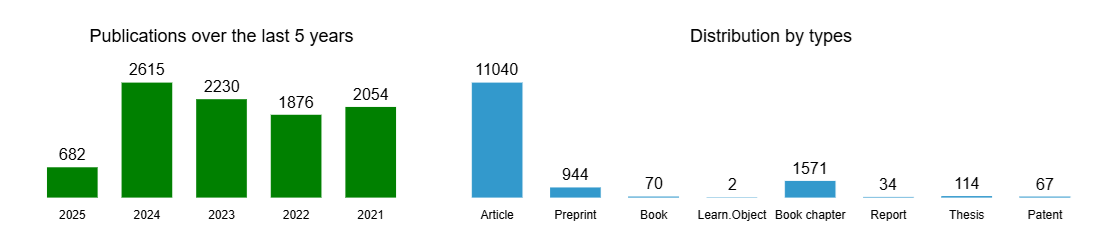 Publications over the last 5 years
682 2615 2230 1876 2054
2025 2024 2023 2022 2021
Distribution by types
11040 944 70 2 1571 34 114 67
Article Preprint Book Learn.Object Book chapter Report Thesis Patent